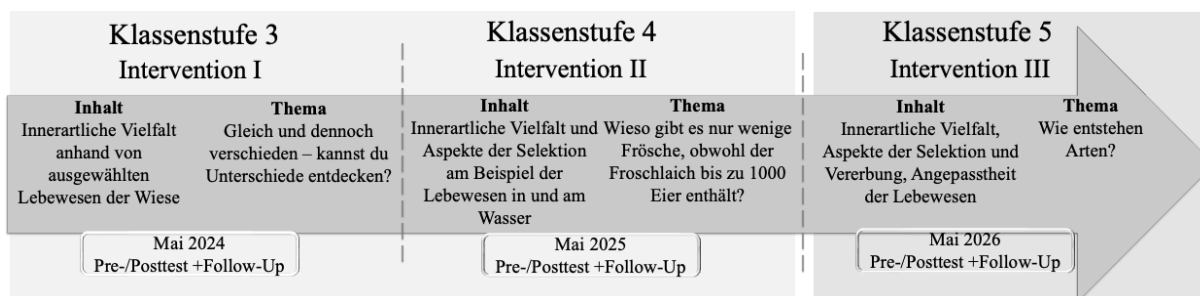 Klassenstufe 3
Intervention I
Inhalt
Innerartliche Vielfalt
anhand von
ausgewählten
Lebewesen der Wiese
Thema
Gleich und dennoch
verschieden – kannst du
Unterschiede entdecken?
Mai 2024
Pre-/Posttest +Follow-Up
Klassenstufe 4
Intervention II
Inhalt
Innerartliche Vielfalt und
Aspekte der Selektion
am Beispiel der
Lebewesen in und am
Wasser
Thema
Wieso gibt es nur wenige
Frösche, obwohl der
Froschlaich bis zu 1000
Eier enthält?
Mai 2025
Pre-/Posttest +Follow-Up
Klassenstufe 5
Intervention III
Inhalt
Innerartliche Vielfalt,
Aspekte der Selektion und
Vererbung, Angepasstheit
der Lebewesen
Thema
Wie entstehen
Arten?
Mai 2026
Pre-/Posttest +Follow-Up